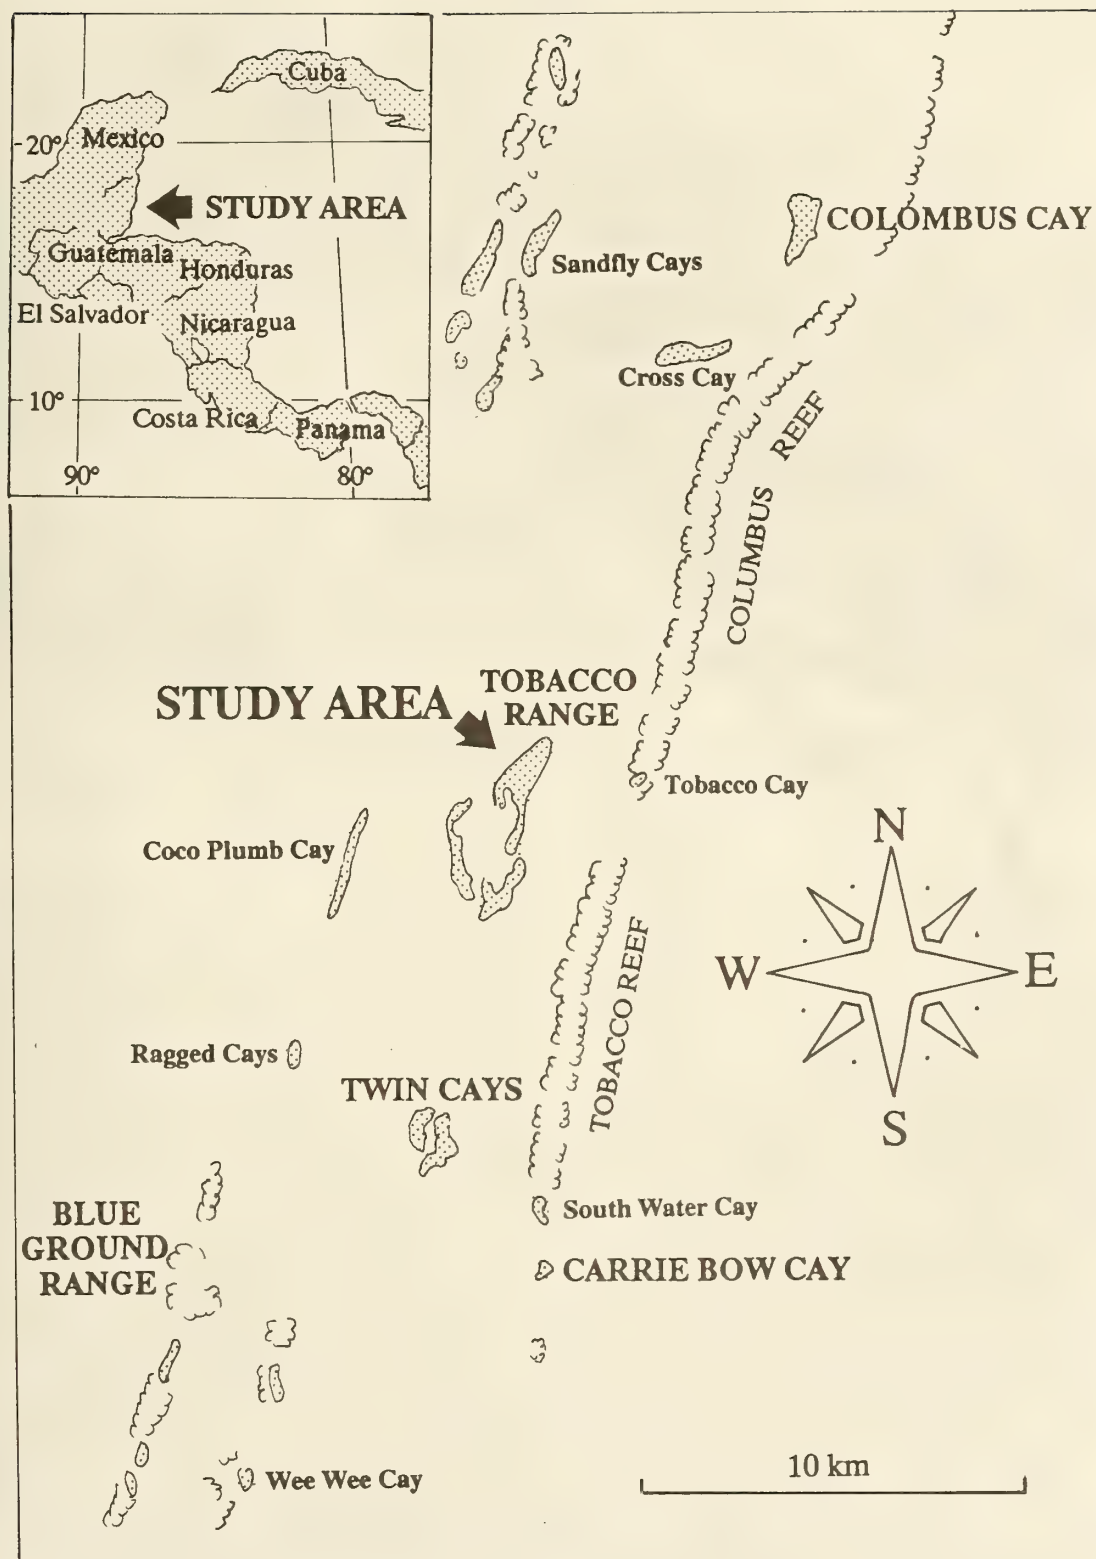 Cuba
Mexico
20°
STUDY AREA
Guatemala
Honduras
El Salvador
Nicaragua
10°
Costa Rica
Panama
90°
80°
COLOMBUS CAY
Sandfly Cays
Cross Cay
COLUMBUS REEF
STUDY AREA
TOBACCO
RANGE
Tobacco Cay
Coco Plumb Cay
TOBACCO REEF
N
W
E
S
Ragged Cays
TWIN CAYS
South Water Cay
BLUE
GROUND
RANGE
CARRIE BOW CAY
Wee Wee Cay
10 km